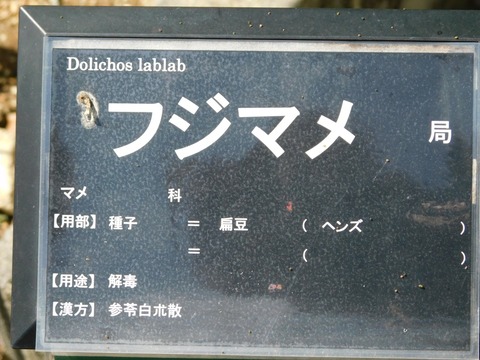 Dolichos lablab
フジマメ 局
マメ 科
【用部】 種子 = 扁豆 ( ヘンズ )
= ( )
【用途】 解毒
【漢方】 参苓白朮散